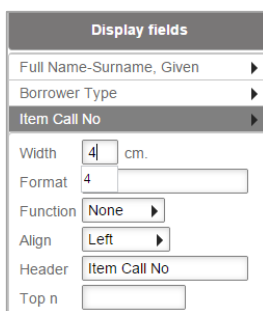 Display fields
Full Name-Surname, Given
Borrower Type
Item Call No
Width 4 cm.
Format 4
Function None
Align Left
Header Item Call No
Top n